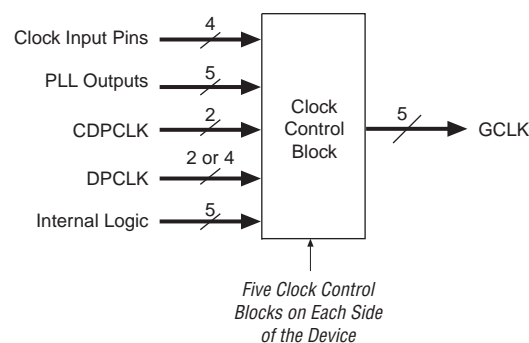 Clock Input Pins
4
PLL Outputs
5
CDPCLK
2
DPCLK
2 or 4
Internal Logic
5
Clock
Control
Block
5
GCLK
Five Clock Control
Blocks on Each Side
of the Device